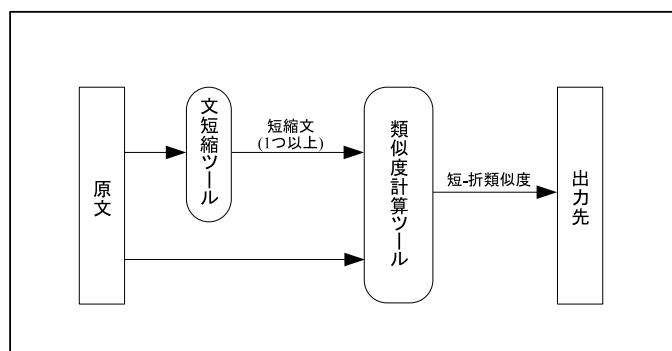 原文
文短縮ツール
短縮文
(1つ以上)
類似度計算ツール
短-折類似度
出力先